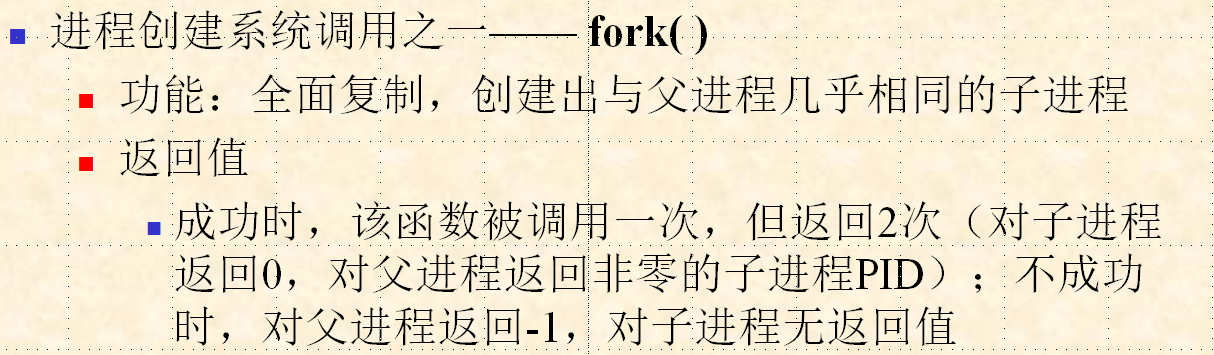 进程创建系统调用之一—— fork( )
功能：全面复制，创建出与父进程几乎相同的子进程
返回值
成功时，该函数被调用一次，但返回2次（对子进程
返回0，对父进程返回非零的子进程PID）；不成功
时，对父进程返回-1，对子进程无返回值